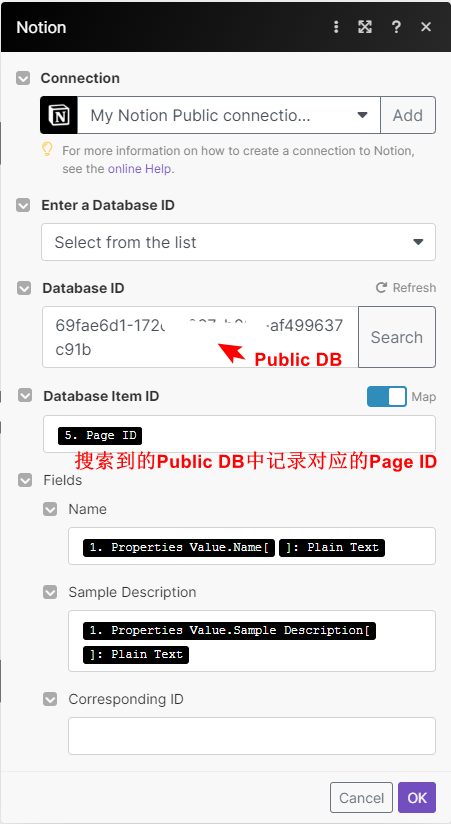 Notion
Connection
My Notion Public connectio...
Add
For more information on how to create a connection to Notion,
see the online Help.
Enter a Database ID
Select from the list
Database ID
Refresh
69fae6d1-172 af499637
c91b
Search
Public DB
Database Item ID
Map
5. Page ID
搜索到的Public DB中记录对应的Page ID
Fields
Name
1. Properties Value.Name[ ]: Plain Text
Sample Description
1. Properties Value.Sample Description[
]: Plain Text
Corresponding ID
Cancel
OK